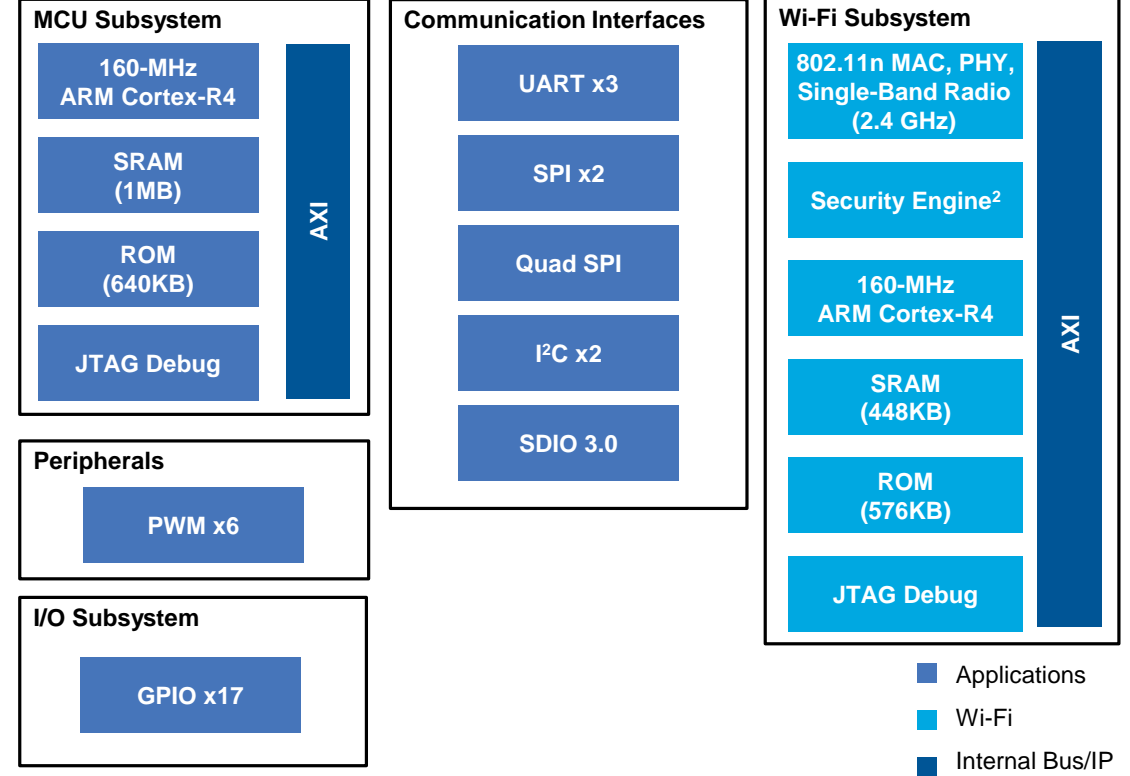 MCU Subsystem
160-MHz
ARM Cortex-R4
SRAM
(1MB)
ROM
(640KB)
JTAG Debug
AXI
Peripherals
PWM x6
I/O Subsystem
GPIO x17
Communication Interfaces
UART x3
SPI x2
Quad SPI
I²C x2
SDIO 3.0
Wi-Fi Subsystem
802.11n MAC, PHY,
Single-Band Radio
(2.4 GHz)
Security Engine²
160-MHz
ARM Cortex-R4
SRAM
(448KB)
ROM
(576KB)
JTAG Debug
AXI
Applications
Wi-Fi
Internal Bus/IP